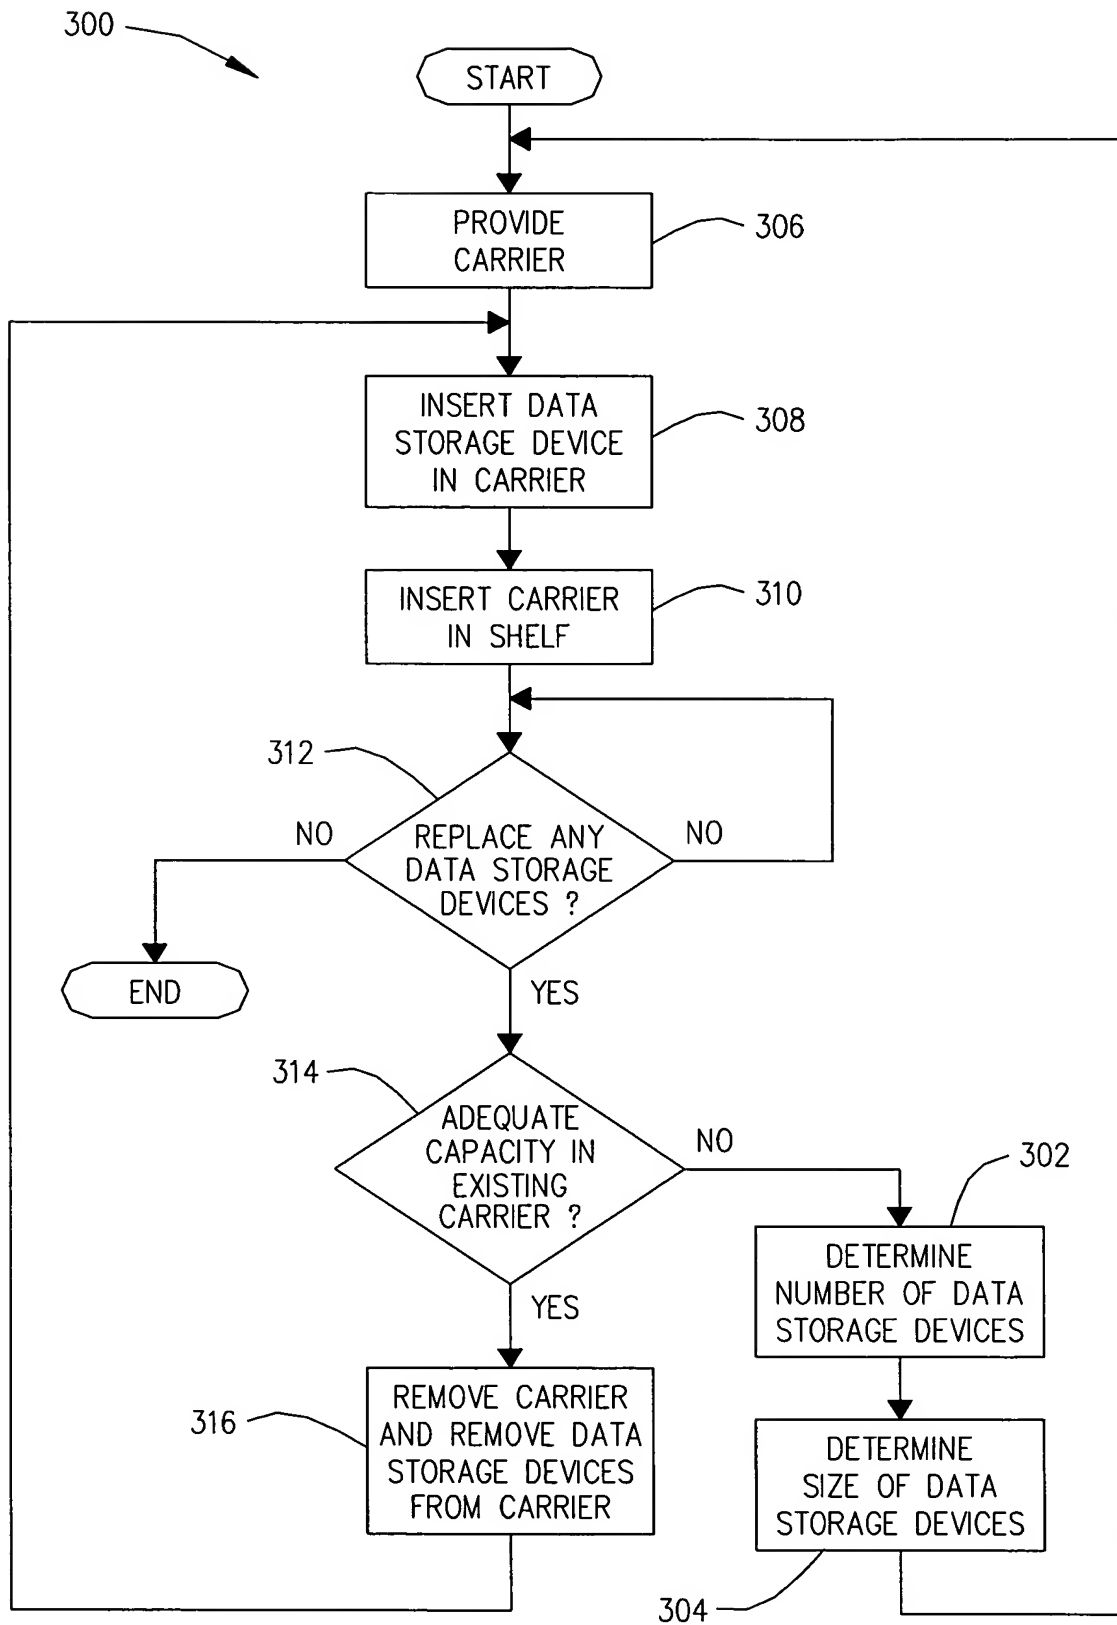 300
START
PROVIDE
CARRIER
306
INSERT DATA
STORAGE DEVICE
IN CARRIER
308
INSERT CARRIER
IN SHELF
310
312
NO
REPLACE ANY
DATA STORAGE
DEVICES ?
NO
END
YES
314
ADEQUATE
CAPACITY IN
EXISTING
CARRIER ?
NO
302
DETERMINE
NUMBER OF DATA
STORAGE DEVICES
YES
316
REMOVE CARRIER
AND REMOVE DATA
STORAGE DEVICES
FROM CARRIER
DETERMINE
SIZE OF DATA
STORAGE DEVICES
304